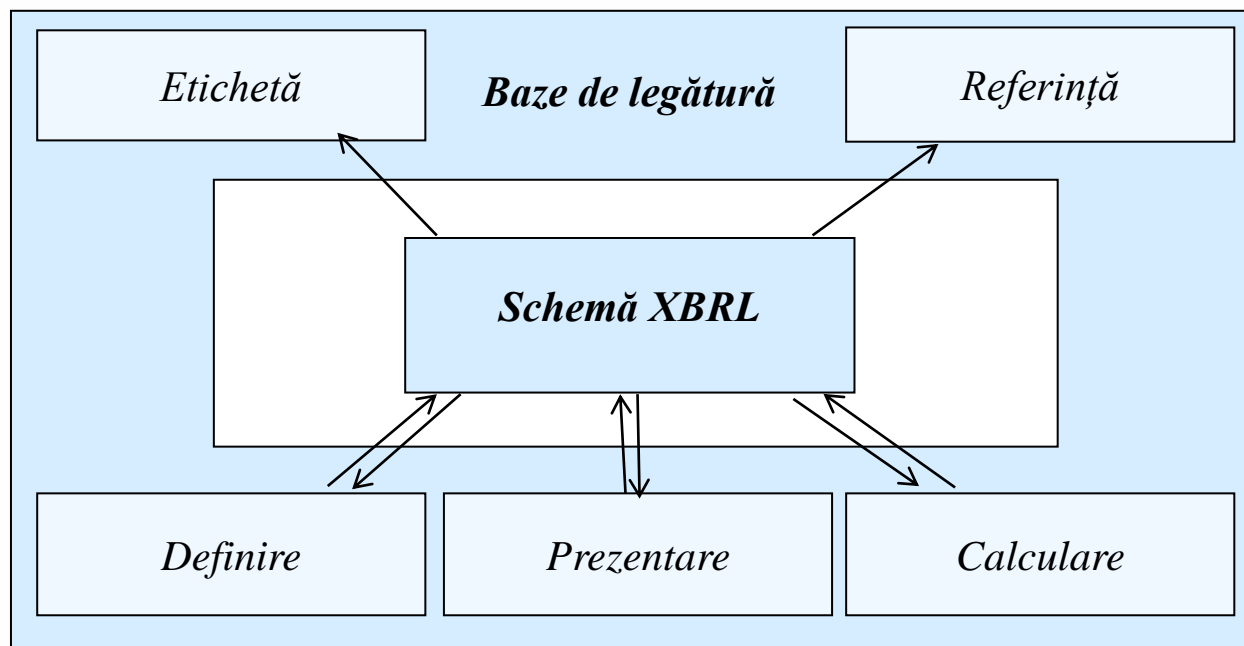 Etichetă
Baze de legătură
Referință
Schemă XBRL
Definire
Prezentare
Calculare